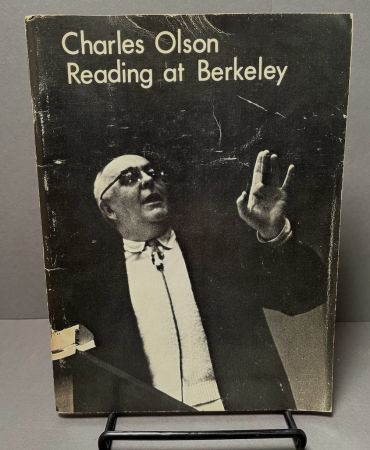 Charles Olson
Reading at Berkeley